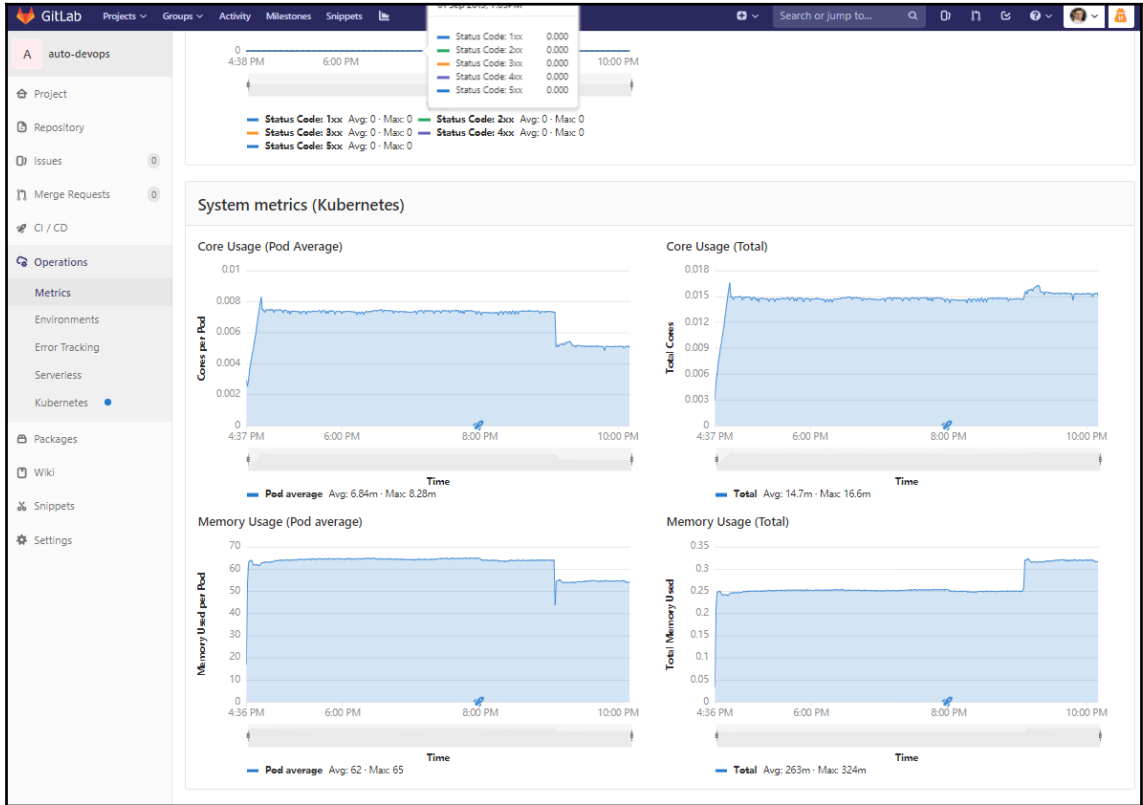 GitLab Projects Groups Activity Milestones Snippets Search or jump to...
A auto-devops
Project
Repository
Issues 0
Merge Requests 0
CI / CD
Operations
Metrics
Environments
Error Tracking
Serverless
Kubernetes
Packages
Wiki
Snippets
Settings
Status Code: 1xx 0.000
Status Code: 2xx 0.000
Status Code: 3xx 0.000
Status Code: 4xx 0.000
Status Code: 5xx 0.000
0
4:38 PM 6:00 PM 10:00 PM
Status Code: 1xx Avg: 0 · Max: 0 Status Code: 2xx Avg: 0 · Max: 0
Status Code: 3xx Avg: 0 · Max: 0 Status Code: 4xx Avg: 0 · Max: 0
Status Code: 5xx Avg: 0 · Max: 0
System metrics (Kubernetes)
Core Usage (Pod Average)
Cores per Pod
0.01
0.008
0.006
0.004
0.002
0
4:37 PM 6:00 PM 8:00 PM 10:00 PM
Time
Pod average Avg: 6.84m · Max: 8.28m
Core Usage (Total)
Total Cores
0.018
0.015
0.012
0.009
0.006
0.003
0
4:37 PM 6:00 PM 8:00 PM 10:00 PM
Time
Total Avg: 14.7m · Max: 16.6m
Memory Usage (Pod average)
Memory Used per Pod
70
60
50
40
30
20
10
0
4:36 PM 6:00 PM 8:00 PM 10:00 PM
Time
Pod average Avg: 62 · Max: 65
Memory Usage (Total)
Total Memory Used
0.35
0.3
0.25
0.2
0.15
0.1
0.05
0
4:36 PM 6:00 PM 8:00 PM 10:00 PM
Time
Total Avg: 263m · Max: 324m